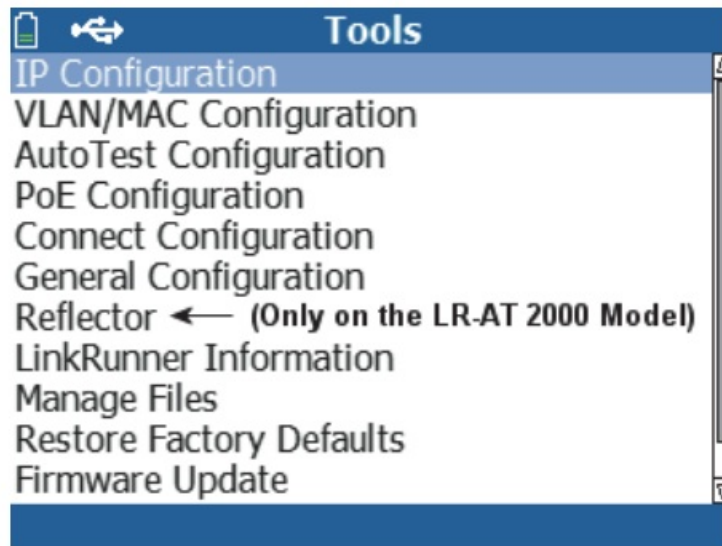 Tools
IP Configuration
VLAN/MAC Configuration
AutoTest Configuration
PoE Configuration
Connect Configuration
General Configuration
Reflector (Only on the LR-AT 2000 Model)
LinkRunner Information
Manage Files
Restore Factory Defaults
Firmware Update